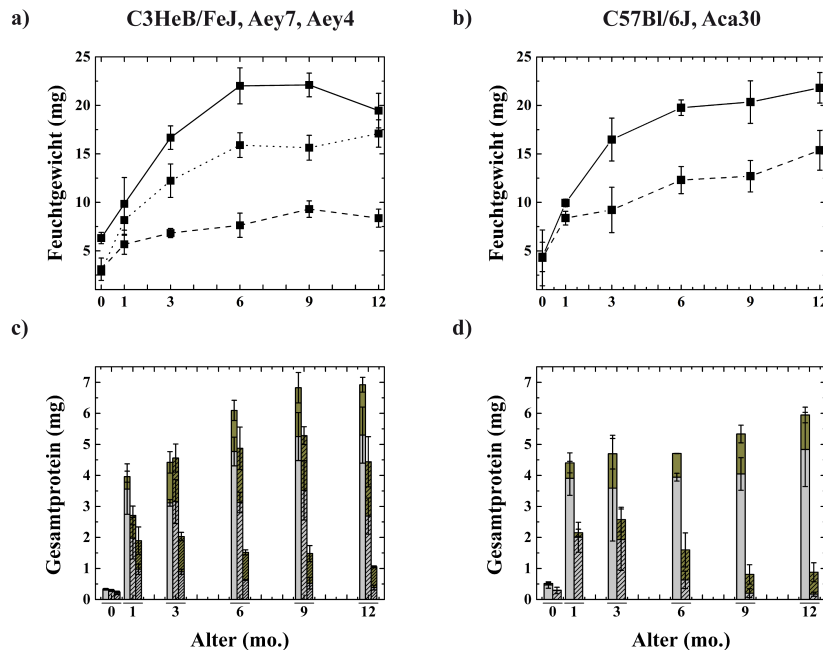 a)
C3HeB/FeJ, Aey7, Aey4
25
20
15
10
5
Feuchtgewicht (mg)
0 1 3 6 9 12
b)
C57Bl/6J, Aca30
25
20
15
10
5
Feuchtgewicht (mg)
0 1 3 6 9 12
c)
7
6
5
4
3
2
1
0
Gesamtprotein (mg)
0 1 3 6 9 12
Alter (mo.)
d)
7
6
5
4
3
2
1
0
Gesamtprotein (mg)
0 1 3 6 9 12
Alter (mo.)